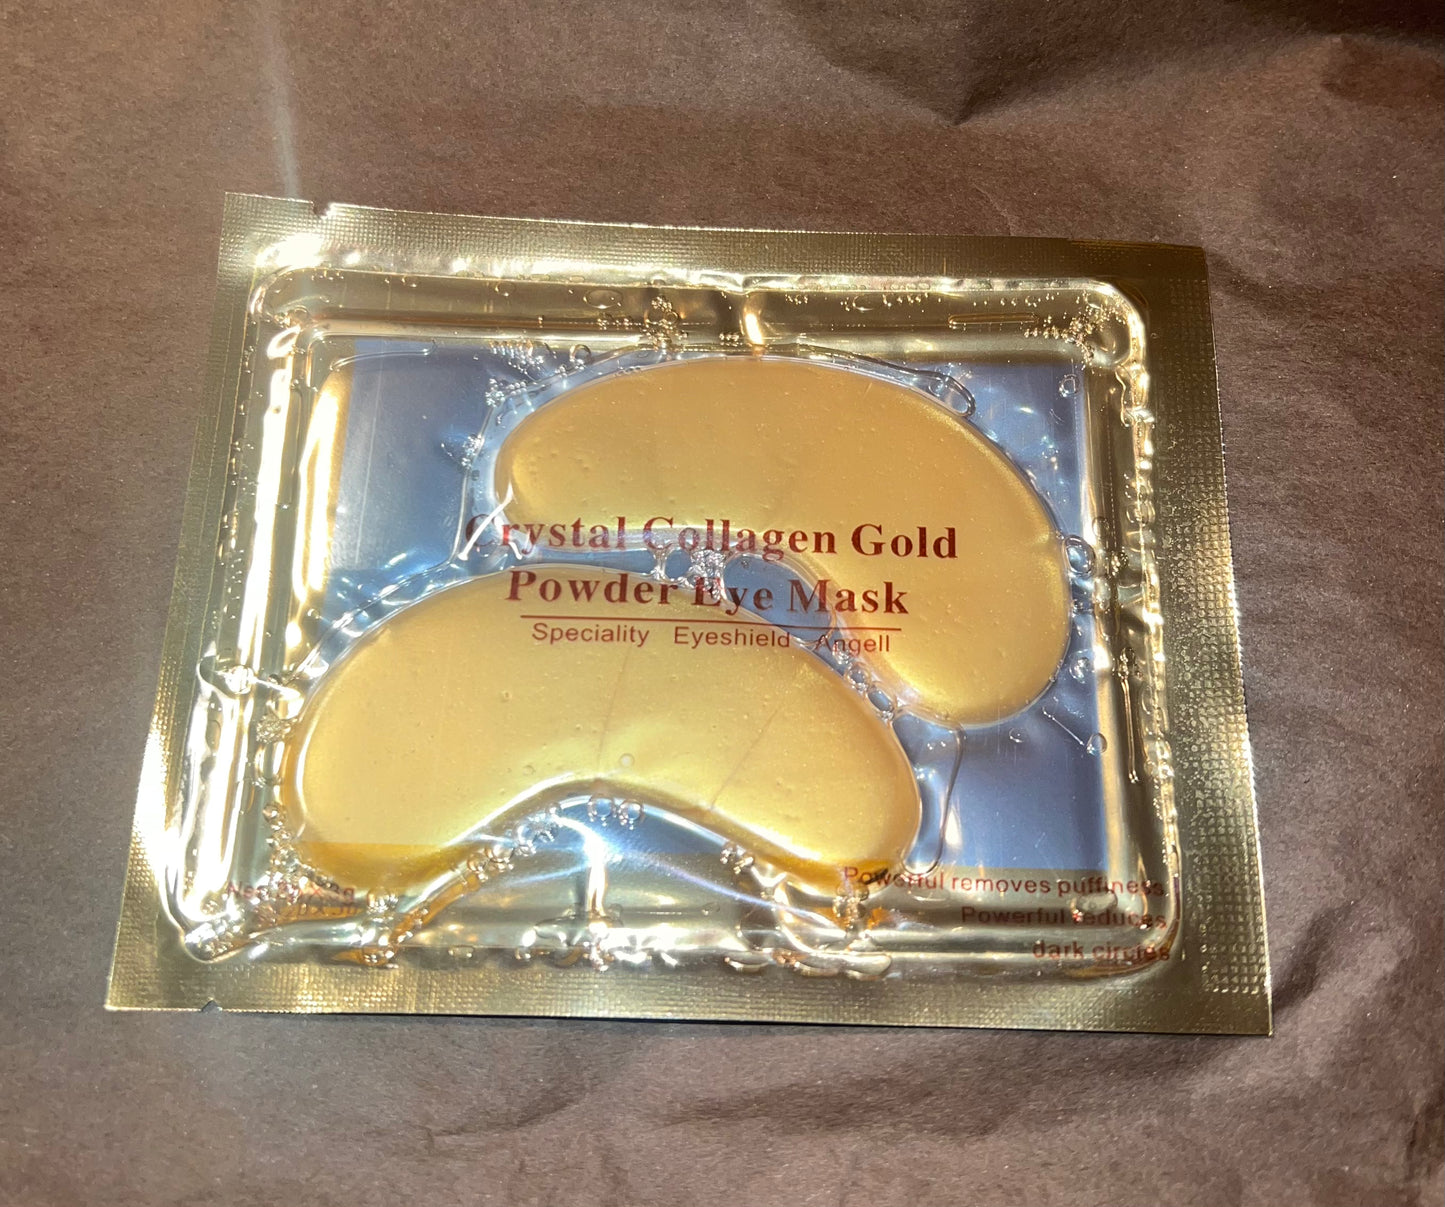 Crystal Collagen Gold
Powder Eye Mask
Speciality Eyeshield Angell
Powerful removes puffiness
Powerful reduces
dark circles